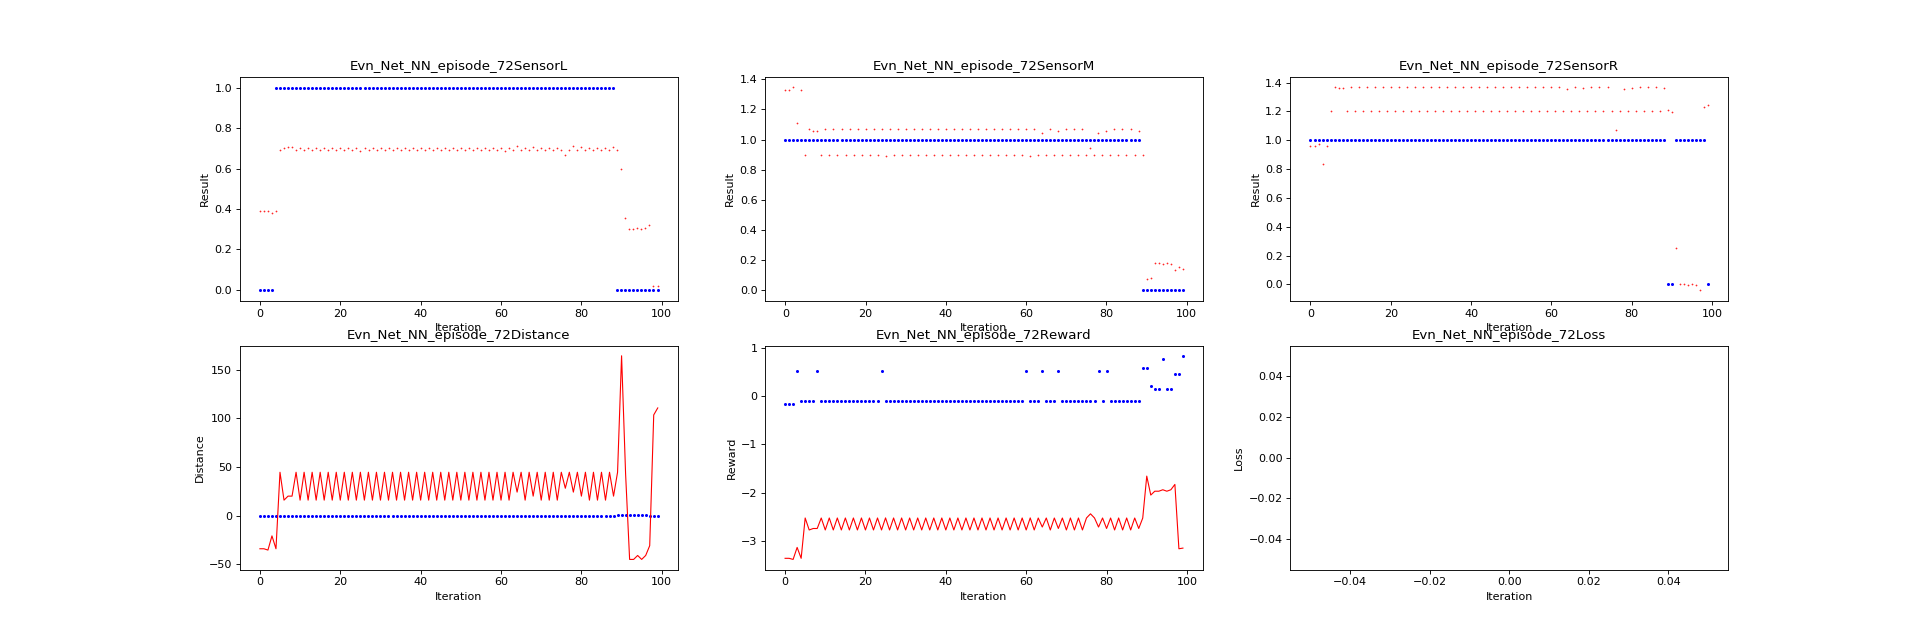 Evn_Net_NN_episode_72SensorL
Evn_Net_NN_episode_72SensorM
Evn_Net_NN_episode_72SensorR
Result
1.0
0.8
0.6
0.4
0.2
0.0
0 20 40 60 80 100
Iteration
Result
1.4
1.2
1.0
0.8
0.6
0.4
0.2
0.0
0 20 40 60 80 100
Iteration
Result
1.4
1.2
1.0
0.8
0.6
0.4
0.2
0.0
0 20 40 60 80 100
Iteration
Evn_Net_NN_episode_72Distance
Evn_Net_NN_episode_72Reward
Evn_Net_NN_episode_72Loss
Distance
150
100
50
0
−50
0 20 40 60 80 100
Iteration
Reward
1
0
−1
−2
−3
0 20 40 60 80 100
Iteration
Loss
0.04
0.02
0.00
−0.02
−0.04
−0.04 −0.02 0.00 0.02 0.04
Iteration